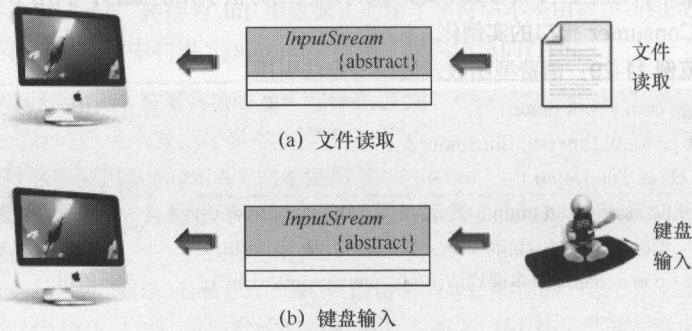 InputStream
{abstract}
文件
读取
(a) 文件读取
InputStream
{abstract}
键盘
输入
(b) 键盘输入